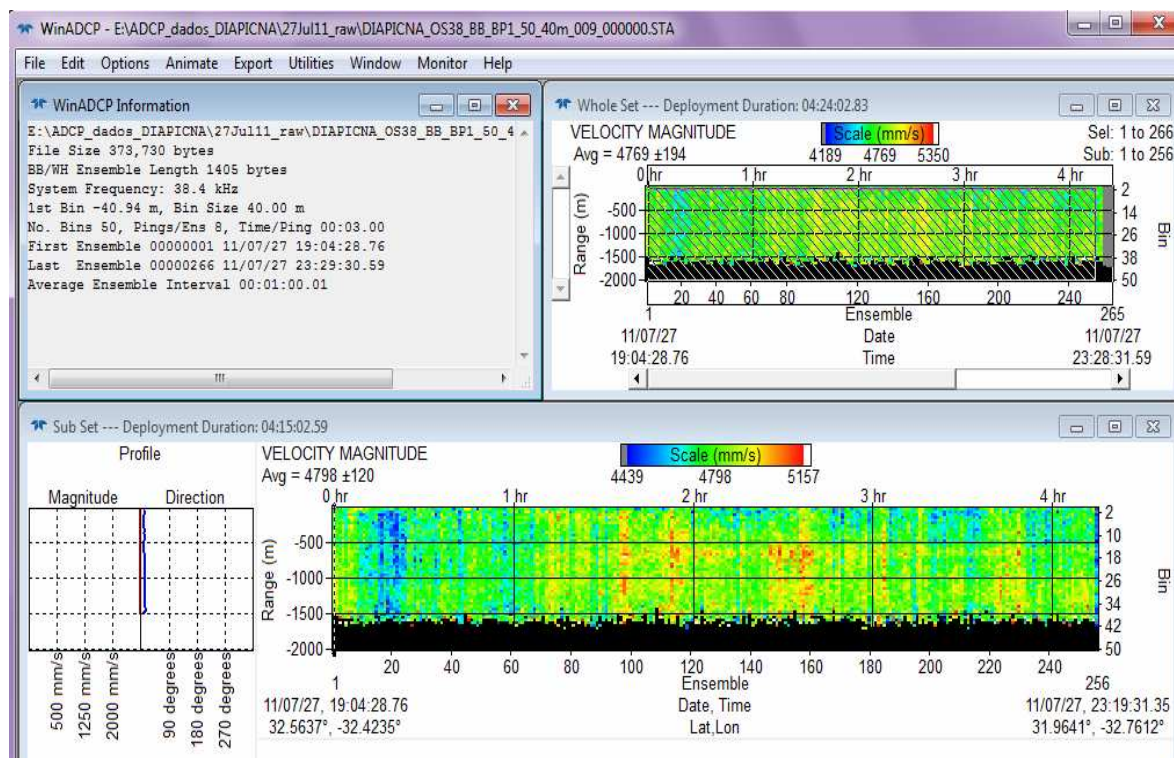 WinADCP - E:\ADCP_dados_DIAPICNA\27Jul11_raw\DIAPICNA_OS38_BB_BP1_50_40m_009_000000.STA
File Edit Options Animate Export Utilities Window Monitor Help
WinADCP Information
E:\ADCP_dados_DIAPICNA\27Jul11_raw\DIAPICNA_OS38_BB_BP1_50_4
File Size 373,730 bytes
BB/WH Ensemble Length 1405 bytes
System Frequency: 38.4 kHz
1st Bin -40.94 m, Bin Size 40.00 m
No. Bins 50, Pings/Ens 8, Time/Ping 00:03.00
First Ensemble 00000001 11/07/27 19:04:28.76
Last Ensemble 00000266 11/07/27 23:29:30.59
Average Ensemble Interval 00:01:00.01
Whole Set --- Deployment Duration: 04:24:02.83
VELOCITY MAGNITUDE Scale (mm/s) Sel: 1 to 266
Avg = 4769 ±194 4189 4769 5350 Sub: 1 to 256
0 hr 1 hr 2 hr 3 hr 4 hr
Range (m)
-500
-1000
-1500
-2000
2
14
26
38
50
Bin
20 40 60 80 120 160 200 240
1 Ensemble 265
11/07/27 Date 11/07/27
19:04:28.76 Time 23:28:31.59
Sub Set --- Deployment Duration: 04:15:02.59
Profile
Magnitude Direction
500 mm/s
1250 mm/s
2000 mm/s
90 degrees
180 degrees
270 degrees
VELOCITY MAGNITUDE Scale (mm/s)
Avg = 4798 ±120 4439 4798 5157
0 hr 1 hr 2 hr 3 hr 4 hr
Range (m)
-500
-1000
-1500
-2000
2
10
18
26
34
42
50
Bin
20 40 60 80 100 120 140 160 180 200 220 240
1 Ensemble 256
11/07/27, 19:04:28.76 Date, Time 11/07/27, 23:19:31.35
32.5637°, -32.4235° Lat,Lon 31.9641°, -32.7612°